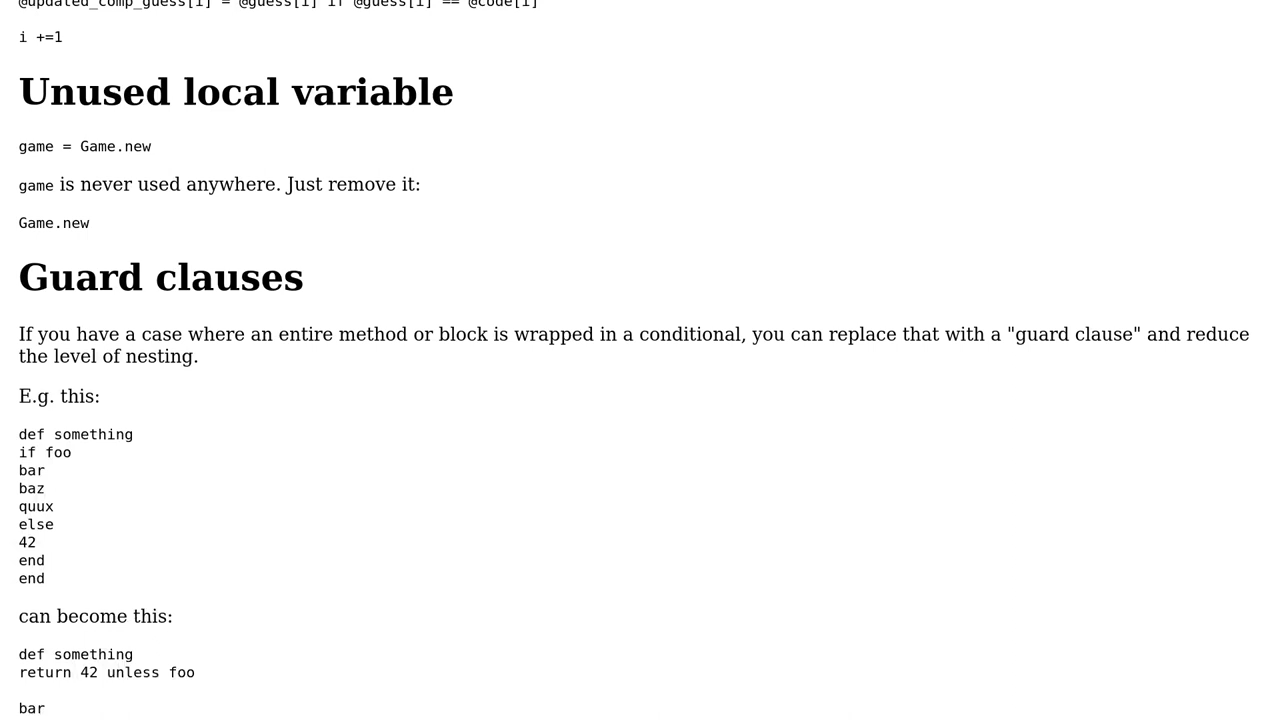 @updated_comp_guess[i] = @guess[i] if @guess[i] == @code[i]
i +=1
Unused local variable
game = Game.new
game is never used anywhere. Just remove it:
Game.new
Guard clauses
If you have a case where an entire method or block is wrapped in a conditional, you can replace that with a "guard clause" and reduce
the level of nesting.
E.g. this:
def something
if foo
bar
baz
quux
else
42
end
end
can become this:
def something
return 42 unless foo
bar